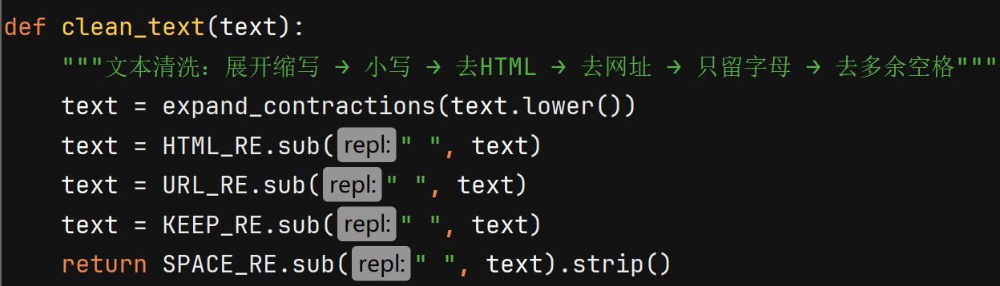 def clean_text(text):
    """文本清洗：展开缩写 → 小写 → 去HTML → 去网址 → 只留字母 → 去多余空格"""
    text = expand_contractions(text.lower())
    text = HTML_RE.sub(repl:" ", text)
    text = URL_RE.sub(repl:" ", text)
    text = KEEP_RE.sub(repl:" ", text)
    return SPACE_RE.sub(repl:" ", text).strip()